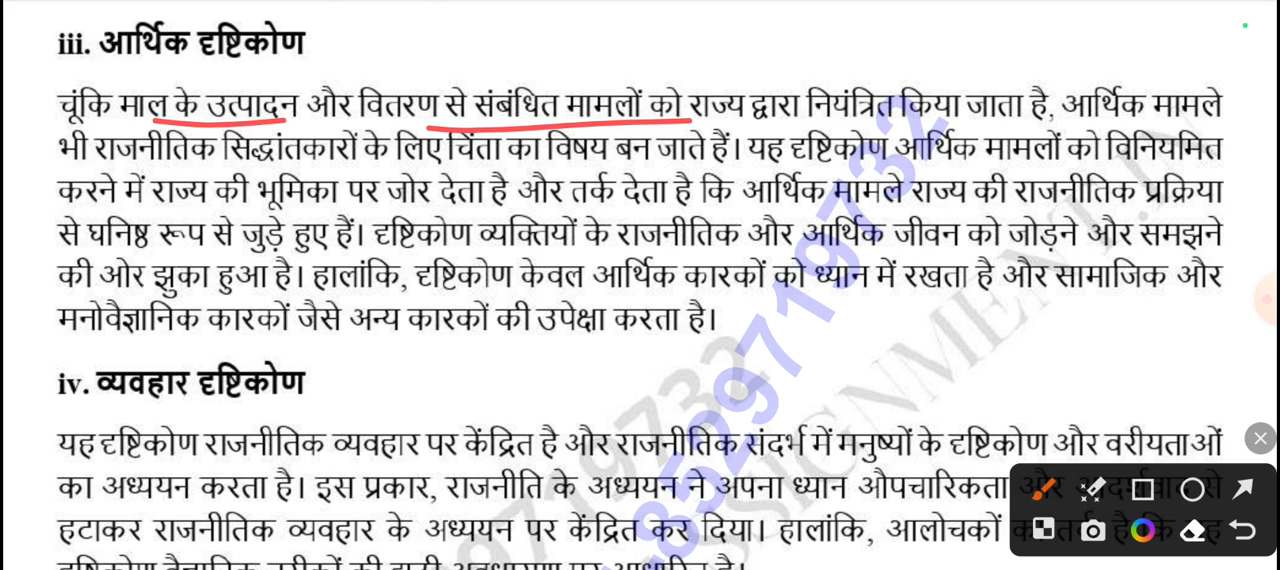 iii. आर्थिक दृष्टिकोण
चूंकि माल के उत्पादन और वितरण से संबंधित मामलों को राज्य द्वारा नियंत्रित किया जाता है, आर्थिक मामले
भी राजनीतिक सिद्धांतकारों के लिए चिंता का विषय बन जाते हैं। यह दृष्टिकोण आर्थिक मामलों को विनियमित
करने में राज्य की भूमिका पर जोर देता है और तर्क देता है कि आर्थिक मामले राज्य की राजनीतिक प्रक्रिया
से घनिष्ठ रूप से जुड़े हुए हैं। दृष्टिकोण व्यक्तियों के राजनीतिक और आर्थिक जीवन को जोड़ने और समझने
की ओर झुका हुआ है। हालांकि, दृष्टिकोण केवल आर्थिक कारकों को ध्यान में रखता है और सामाजिक और
मनोवैज्ञानिक कारकों जैसे अन्य कारकों की उपेक्षा करता है।
iv. व्यवहार दृष्टिकोण
यह दृष्टिकोण राजनीतिक व्यवहार पर केंद्रित है और राजनीतिक संदर्भ में मनुष्यों के दृष्टिकोण और वरीयताओं
का अध्ययन करता है। इस प्रकार, राजनीति के अध्ययन ने अपना ध्यान औपचारिकता और से
हटाकर राजनीतिक व्यवहार के अध्ययन पर केंद्रित कर दिया। हालांकि, आलोचकों
8529719732